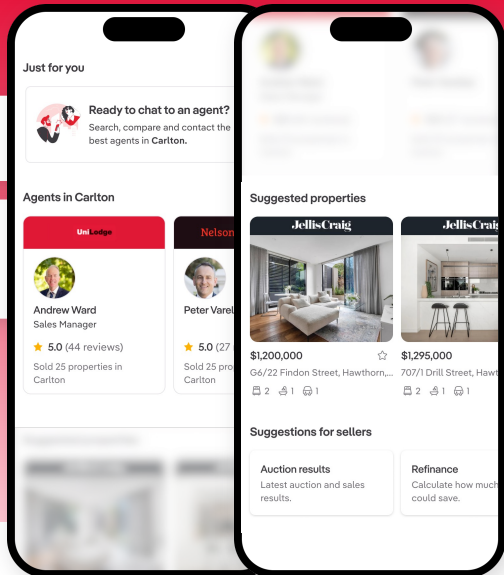 Just for you
Ready to chat to an agent?
Search, compare and contact the
best agents in Carlton.
Agents in Carlton
UniLodge
Nelson
Andrew Ward
Sales Manager
5.0 (44 reviews)
Sold 25 properties in
Carlton
Peter Varel
5.0 (27
Sold 25 pro
Carlton
Suggested properties
JellisCraig
JellisCraig
$1,200,000
G6/22 Findon Street, Hawthorn,...
2 1 1
$1,295,000
707/1 Drill Street, Hawt
2 1 1
Suggestions for sellers
Auction results
Latest auction and sales
results.
Refinance
Calculate how much
could save.